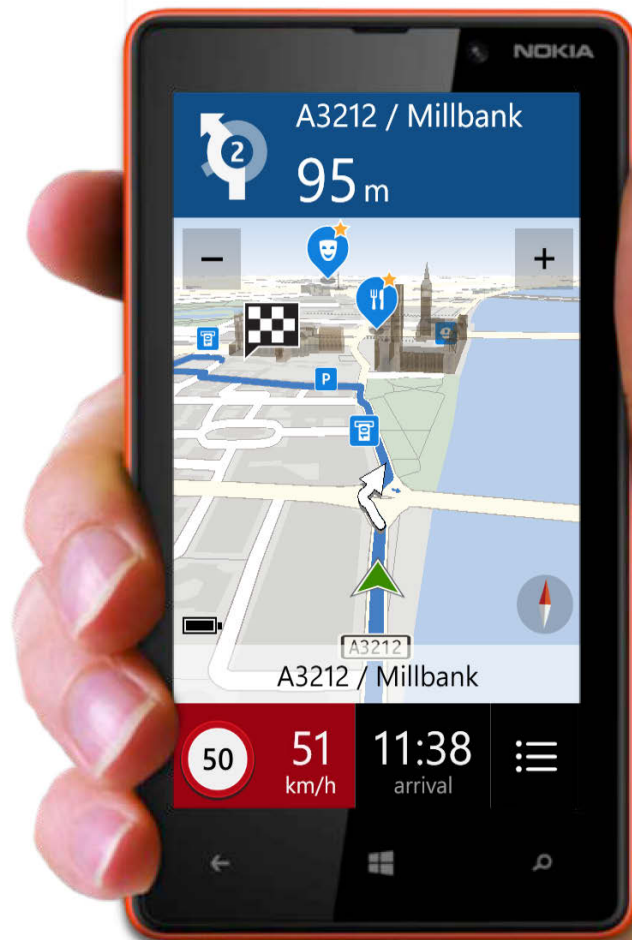 NOKIA
A3212 / Millbank
2
95 m
−
+
P
A3212
A3212 / Millbank
50
51
km/h
11:38
arrival